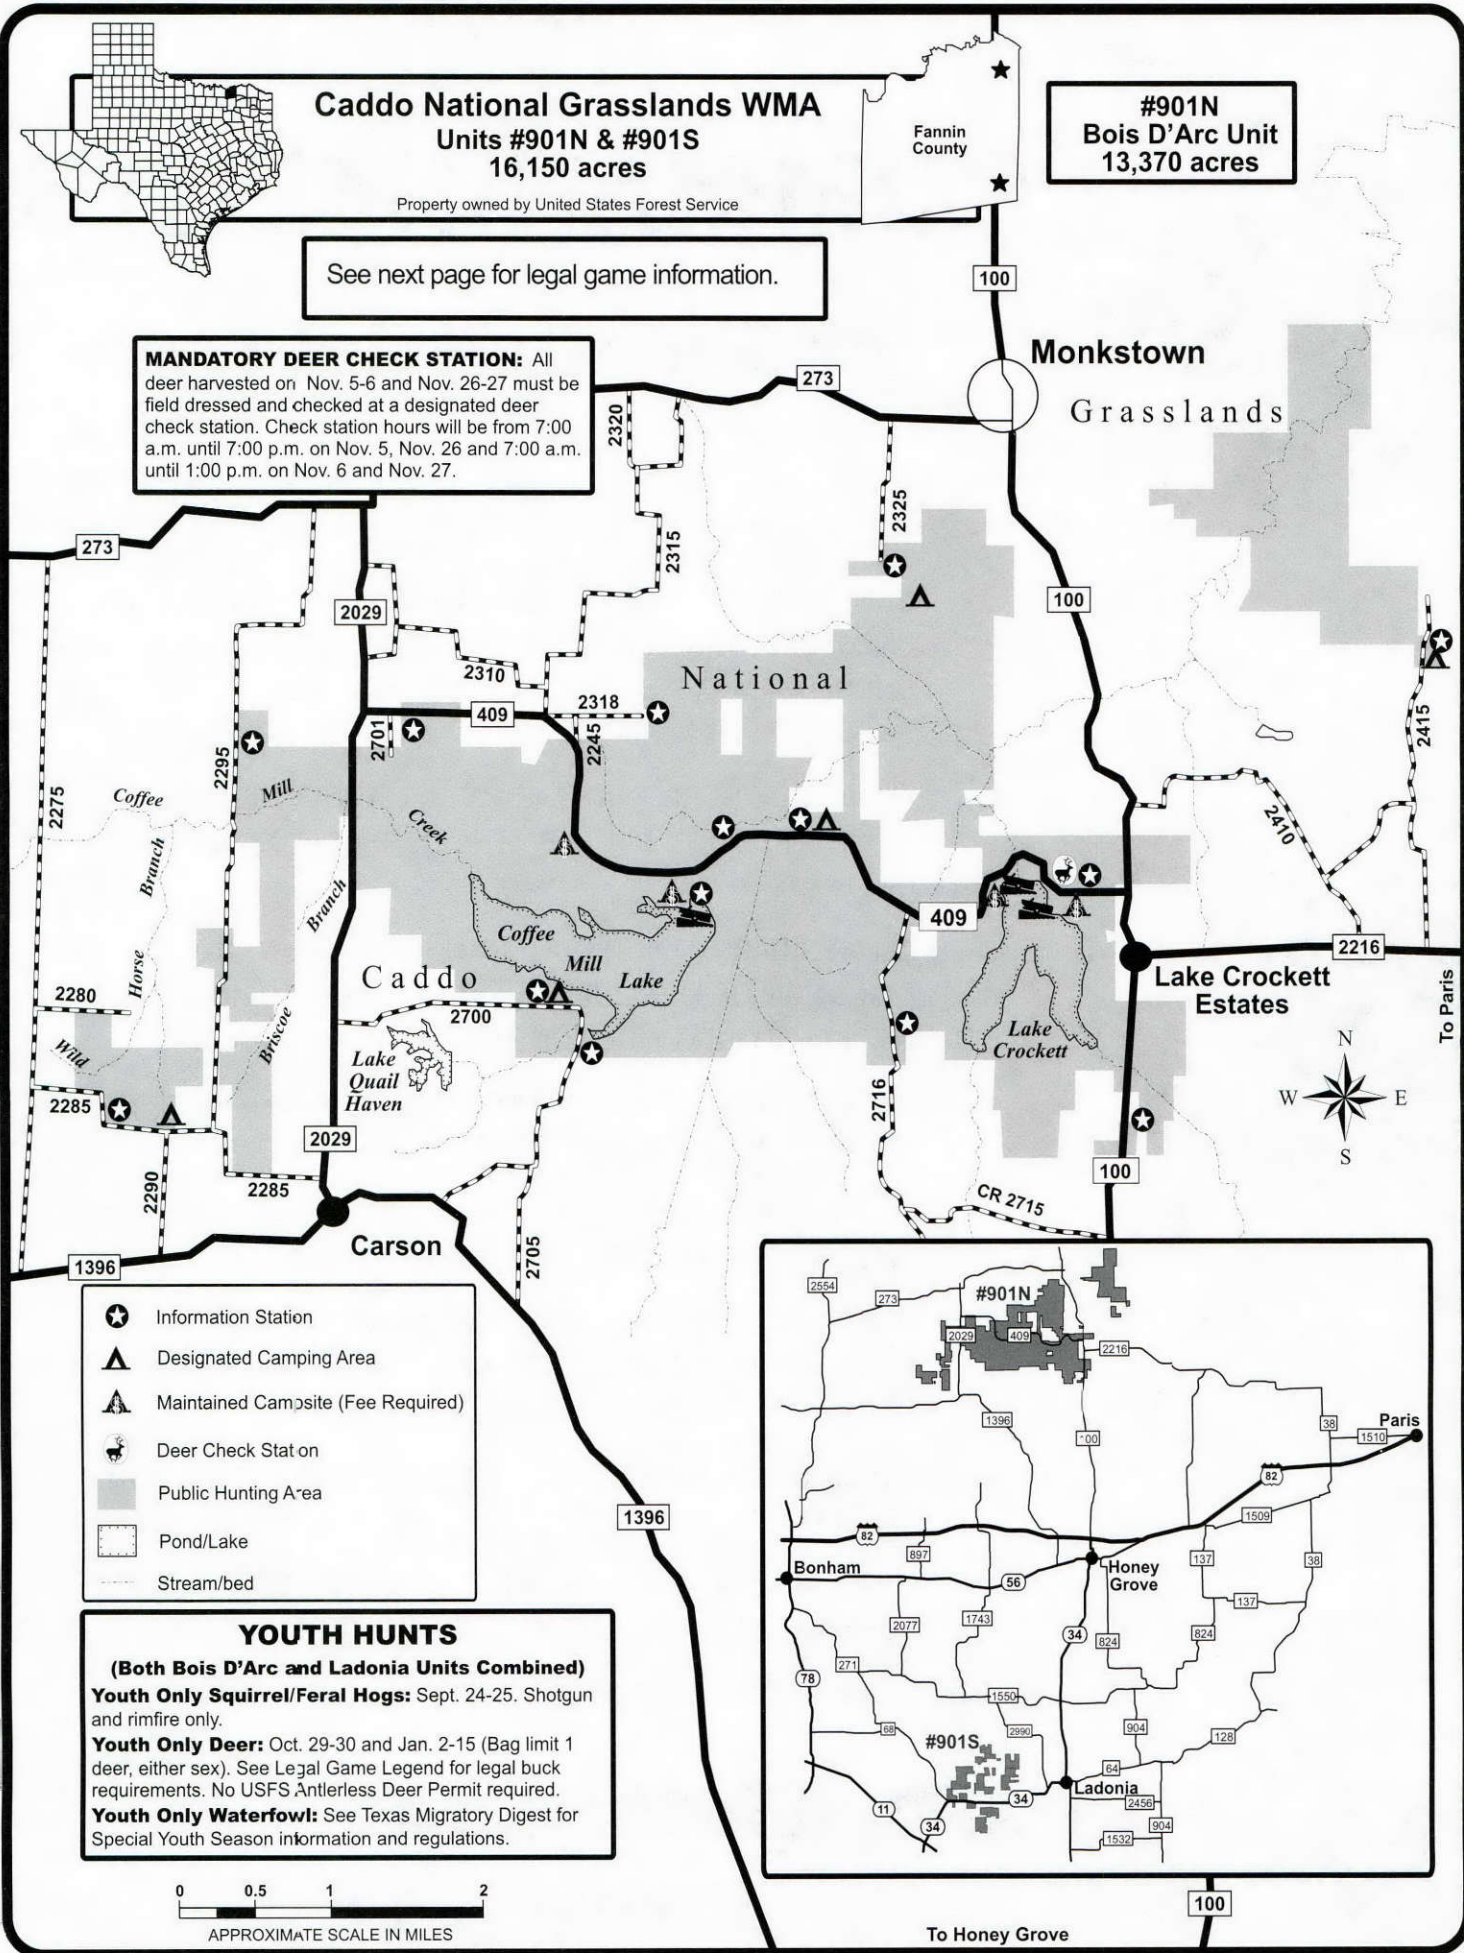 Caddo National Grasslands WMA
Units #901N & #901S
16,150 acres
Property owned by United States Forest Service
Fannin
County
#901N
Bois D'Arc Unit
13,370 acres
See next page for legal game information.
100
Monkstown
MANDATORY DEER CHECK STATION: All
deer harvested on Nov. 5-6 and Nov. 26-27 must be
field dressed and checked at a designated deer
check station. Check station hours will be from 7:00
a.m. until 7:00 p.m. on Nov. 5, Nov. 26 and 7:00 a.m.
until 1:00 p.m. on Nov. 6 and Nov. 27.
273
2320
Grasslands
2325
2315
273
2029
100
2310
National
2318
409
2701
2245
2295
2415
2275
Coffee
Mill
Creek
2410
Branch
Branch
409
2216
Coffee
Mill
Lake
Horse
Caddo
Lake Crockett
Estates
2280
2700
To Paris
Wild
Briscoe
Lake
Quail
Haven
Lake
Crockett
N
W
E
S
2285
2716
2029
100
2290
2285
CR 2715
Carson
2705
1396
Information Station
Designated Camping Area
Maintained Campsite (Fee Required)
Deer Check Stat on
Public Hunting Area
Pond/Lake
Stream/bed
1396
YOUTH HUNTS
(Both Bois D'Arc and Ladonia Units Combined)
Youth Only Squirrel/Feral Hogs: Sept. 24-25. Shotgun
and rimfire only.
Youth Only Deer: Oct. 29-30 and Jan. 2-15 (Bag limit 1
deer, either sex). See Legal Game Legend for legal buck
requirements. No USFS Antlerless Deer Permit required.
Youth Only Waterfowl: See Texas Migratory Digest for
Special Youth Season information and regulations.
0 0.5 1 2
APPROXIMATE SCALE IN MILES
2554
273
#901N
2029
409
2216
1396
100
38
Paris
1510
82
1509
82
897
137
38
Bonham
Honey
Grove
56
137
2077
1743
34
824
824
271
78
1550
68
2990
904
128
#901S
64
Ladonia
34
2456
11
34
904
1532
100
To Honey Grove